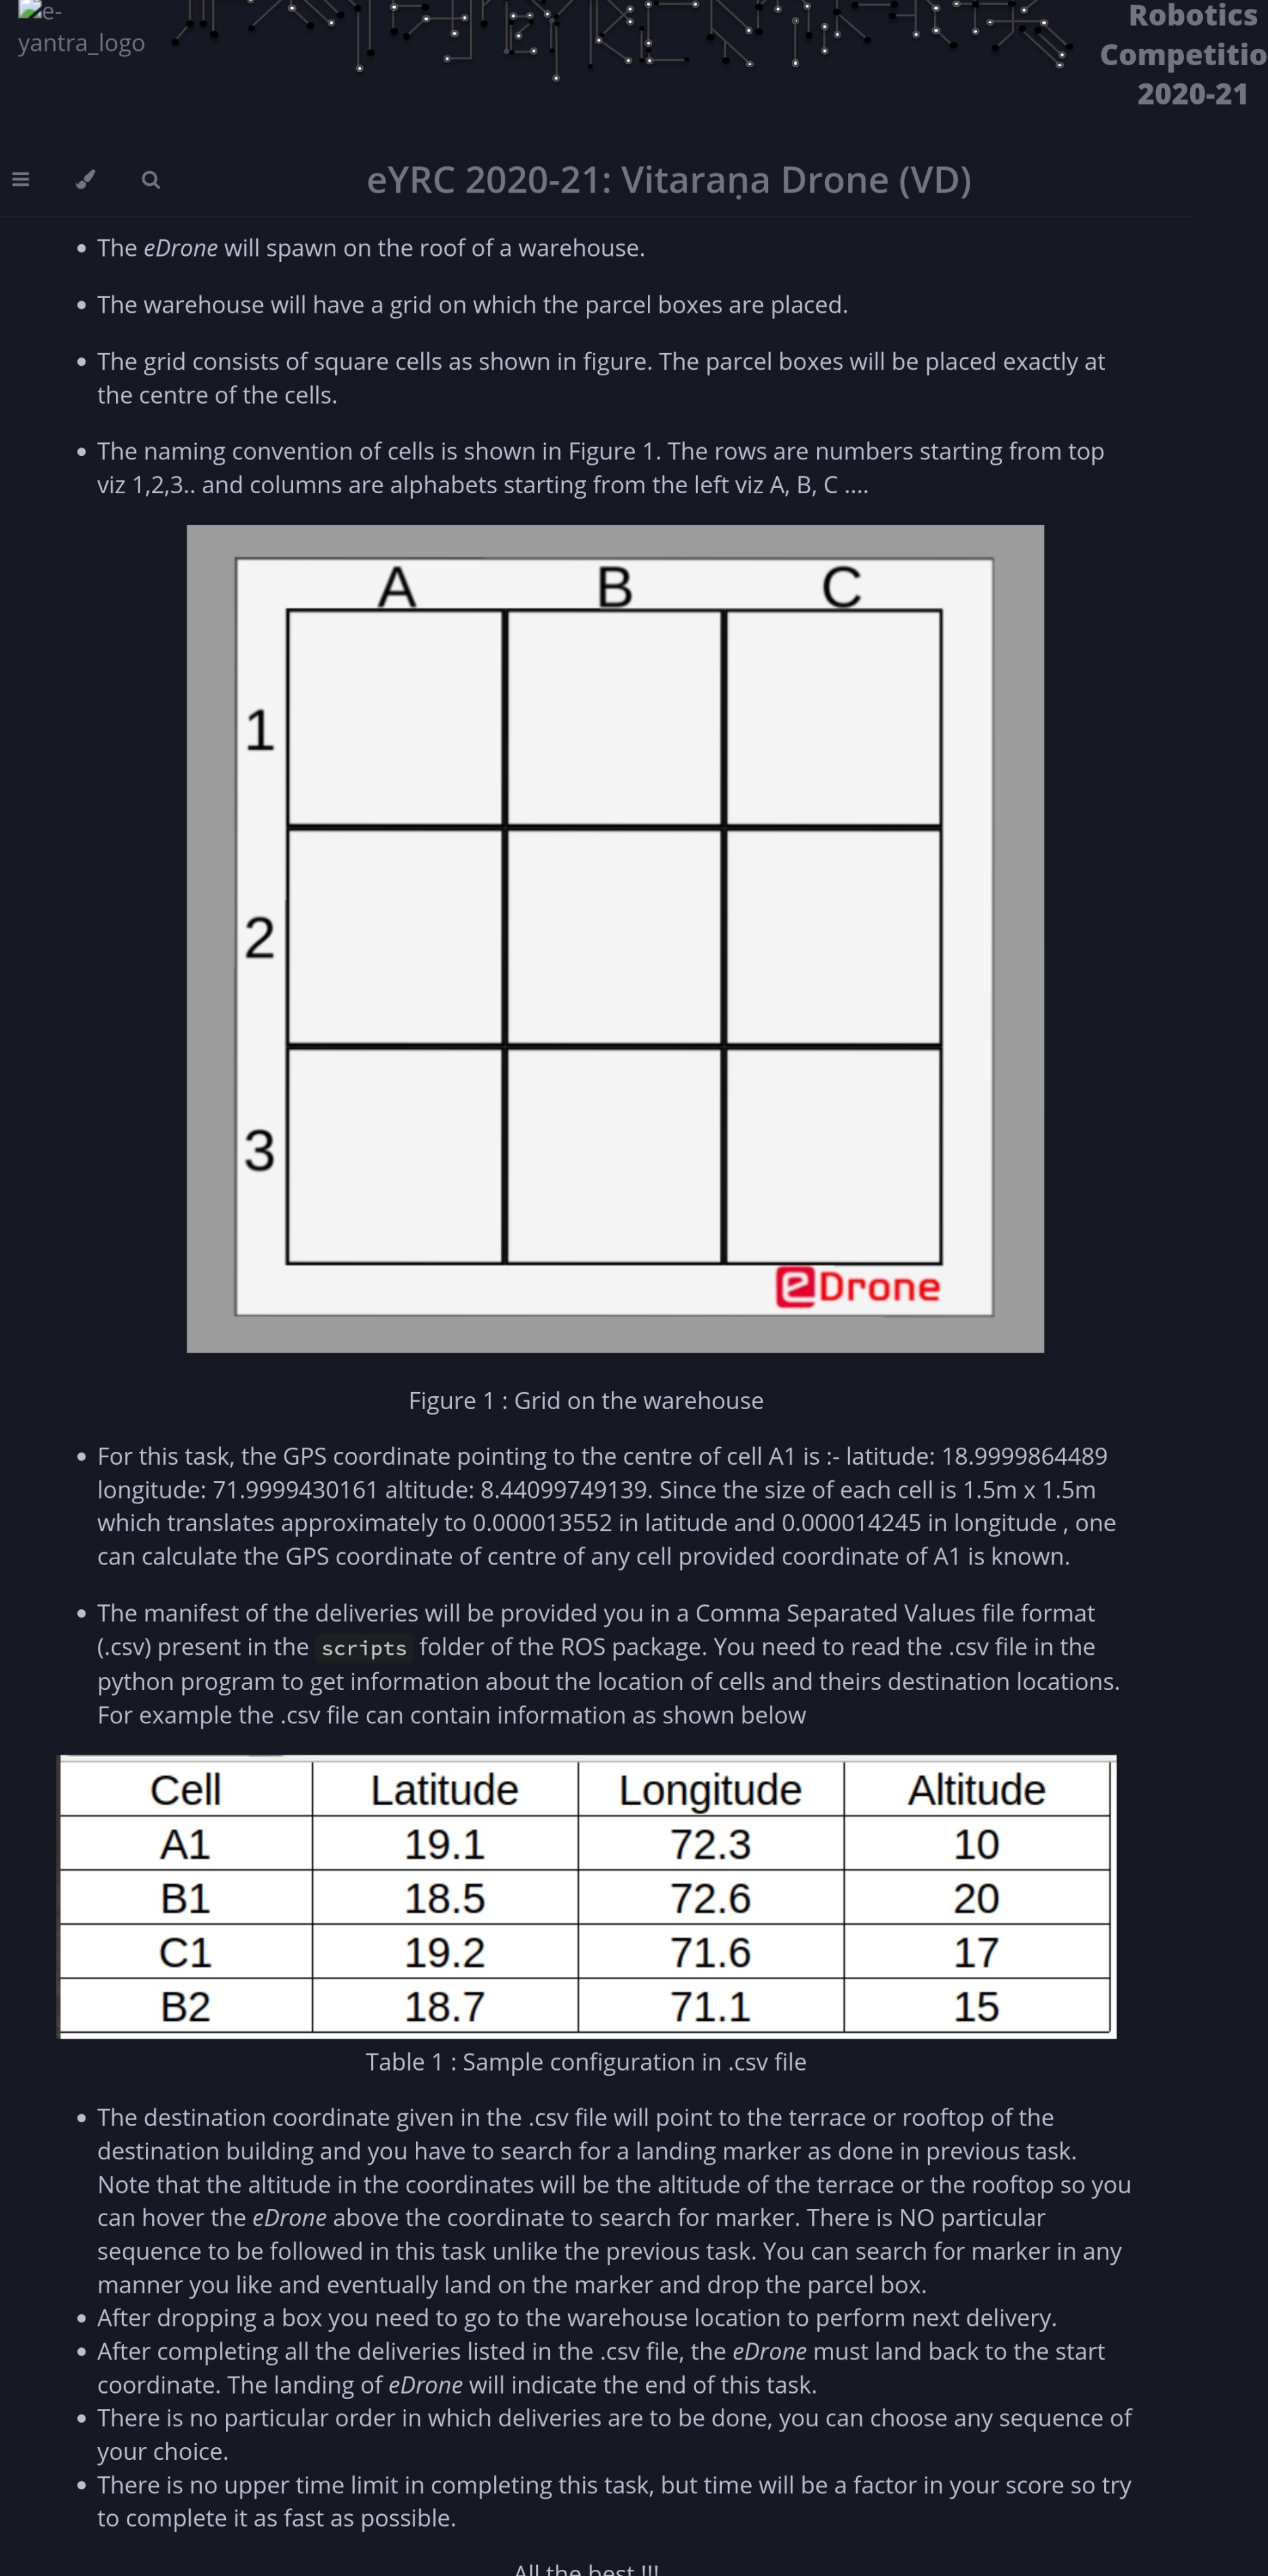 e-
yantra_logo
Robotics
Competitio
2020-21
eYRC 2020-21: Vitaraņa Drone (VD)
The eDrone will spawn on the roof of a warehouse.
The warehouse will have a grid on which the parcel boxes are placed.
The grid consists of square cells as shown in figure. The parcel boxes will be placed exactly at
the centre of the cells.
The naming convention of cells is shown in Figure 1. The rows are numbers starting from top
viz 1,2,3.. and columns are alphabets starting from the left viz A, B, C ....
A B C
1
2
3
eDrone
Figure 1 : Grid on the warehouse
For this task, the GPS coordinate pointing to the centre of cell A1 is :- latitude: 18.9999864489
longitude: 71.9999430161 altitude: 8.44099749139. Since the size of each cell is 1.5m x 1.5m
which translates approximately to 0.000013552 in latitude and 0.000014245 in longitude , one
can calculate the GPS coordinate of centre of any cell provided coordinate of A1 is known.
The manifest of the deliveries will be provided you in a Comma Separated Values file format
(.csv) present in the scripts folder of the ROS package. You need to read the .csv file in the
python program to get information about the location of cells and theirs destination locations.
For example the .csv file can contain information as shown below
Cell Latitude Longitude Altitude
A1 19.1 72.3 10
B1 18.5 72.6 20
C1 19.2 71.6 17
B2 18.7 71.1 15
Table 1 : Sample configuration in .csv file
The destination coordinate given in the .csv file will point to the terrace or rooftop of the
destination building and you have to search for a landing marker as done in previous task.
Note that the altitude in the coordinates will be the altitude of the terrace or the rooftop so you
can hover the eDrone above the coordinate to search for marker. There is NO particular
sequence to be followed in this task unlike the previous task. You can search for marker in any
manner you like and eventually land on the marker and drop the parcel box.
After dropping a box you need to go to the warehouse location to perform next delivery.
After completing all the deliveries listed in the .csv file, the eDrone must land back to the start
coordinate. The landing of eDrone will indicate the end of this task.
There is no particular order in which deliveries are to be done, you can choose any sequence of
your choice.
There is no upper time limit in completing this task, but time will be a factor in your score so try
to complete it as fast as possible.
All the best !!!